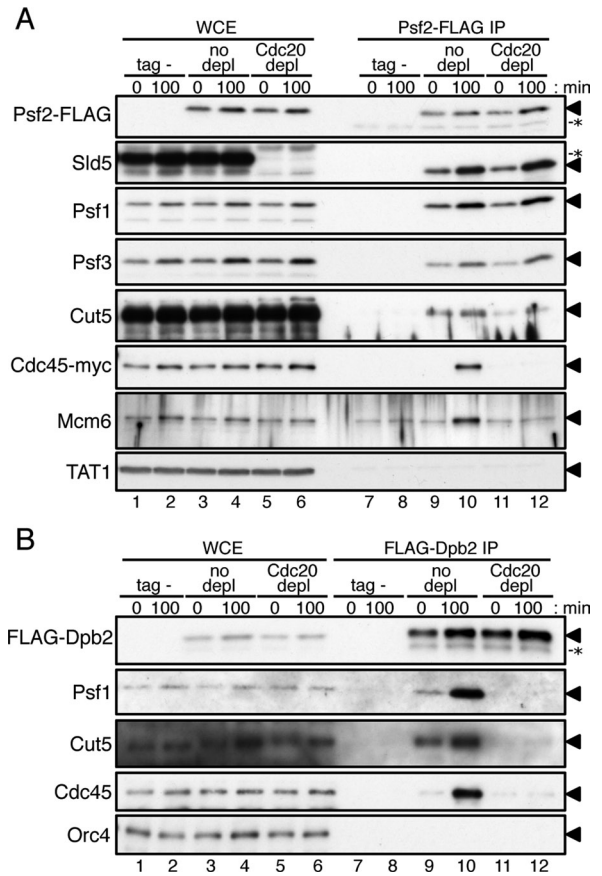 A
WCE Psf2-FLAG IP
tag - no depl Cdc20 depl tag - no depl Cdc20 depl
0 100 0 100 0 100 0 100 0 100 0 100 : min
Psf2-FLAG
-*
Sld5 -*
Psf1
Psf3
Cut5
Cdc45-myc
Mcm6
TAT1
1 2 3 4 5 6 7 8 9 10 11 12
B
WCE FLAG-Dpb2 IP
tag - no depl Cdc20 depl tag - no depl Cdc20 depl
0 100 0 100 0 100 0 100 0 100 0 100 : min
FLAG-Dpb2
-*
Psf1
Cut5
Cdc45
Orc4
1 2 3 4 5 6 7 8 9 10 11 12